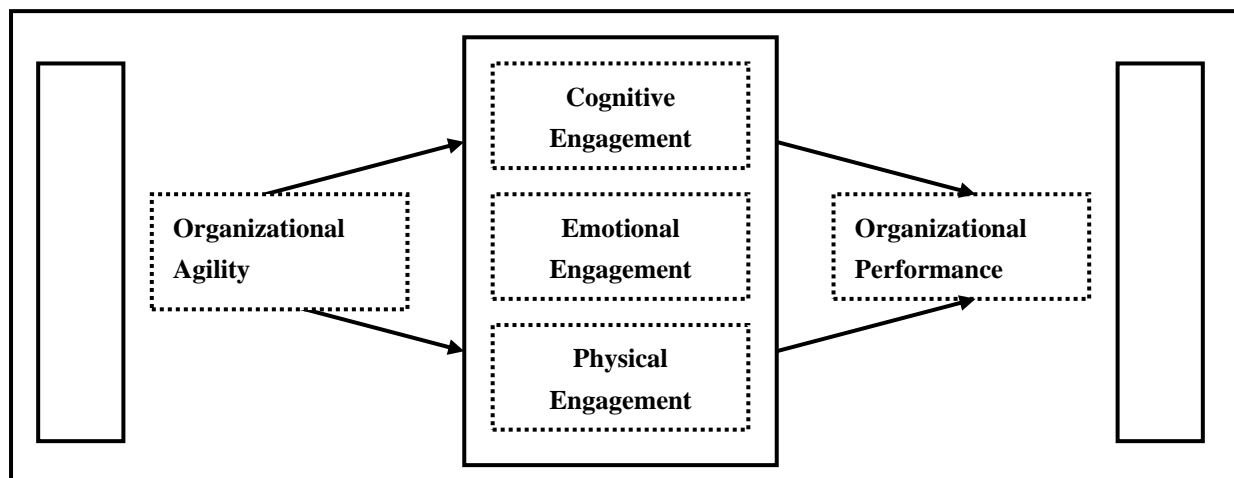 Organizational
Agility
Cognitive
Engagement
Emotional
Engagement
Physical
Engagement
Organizational
Performance